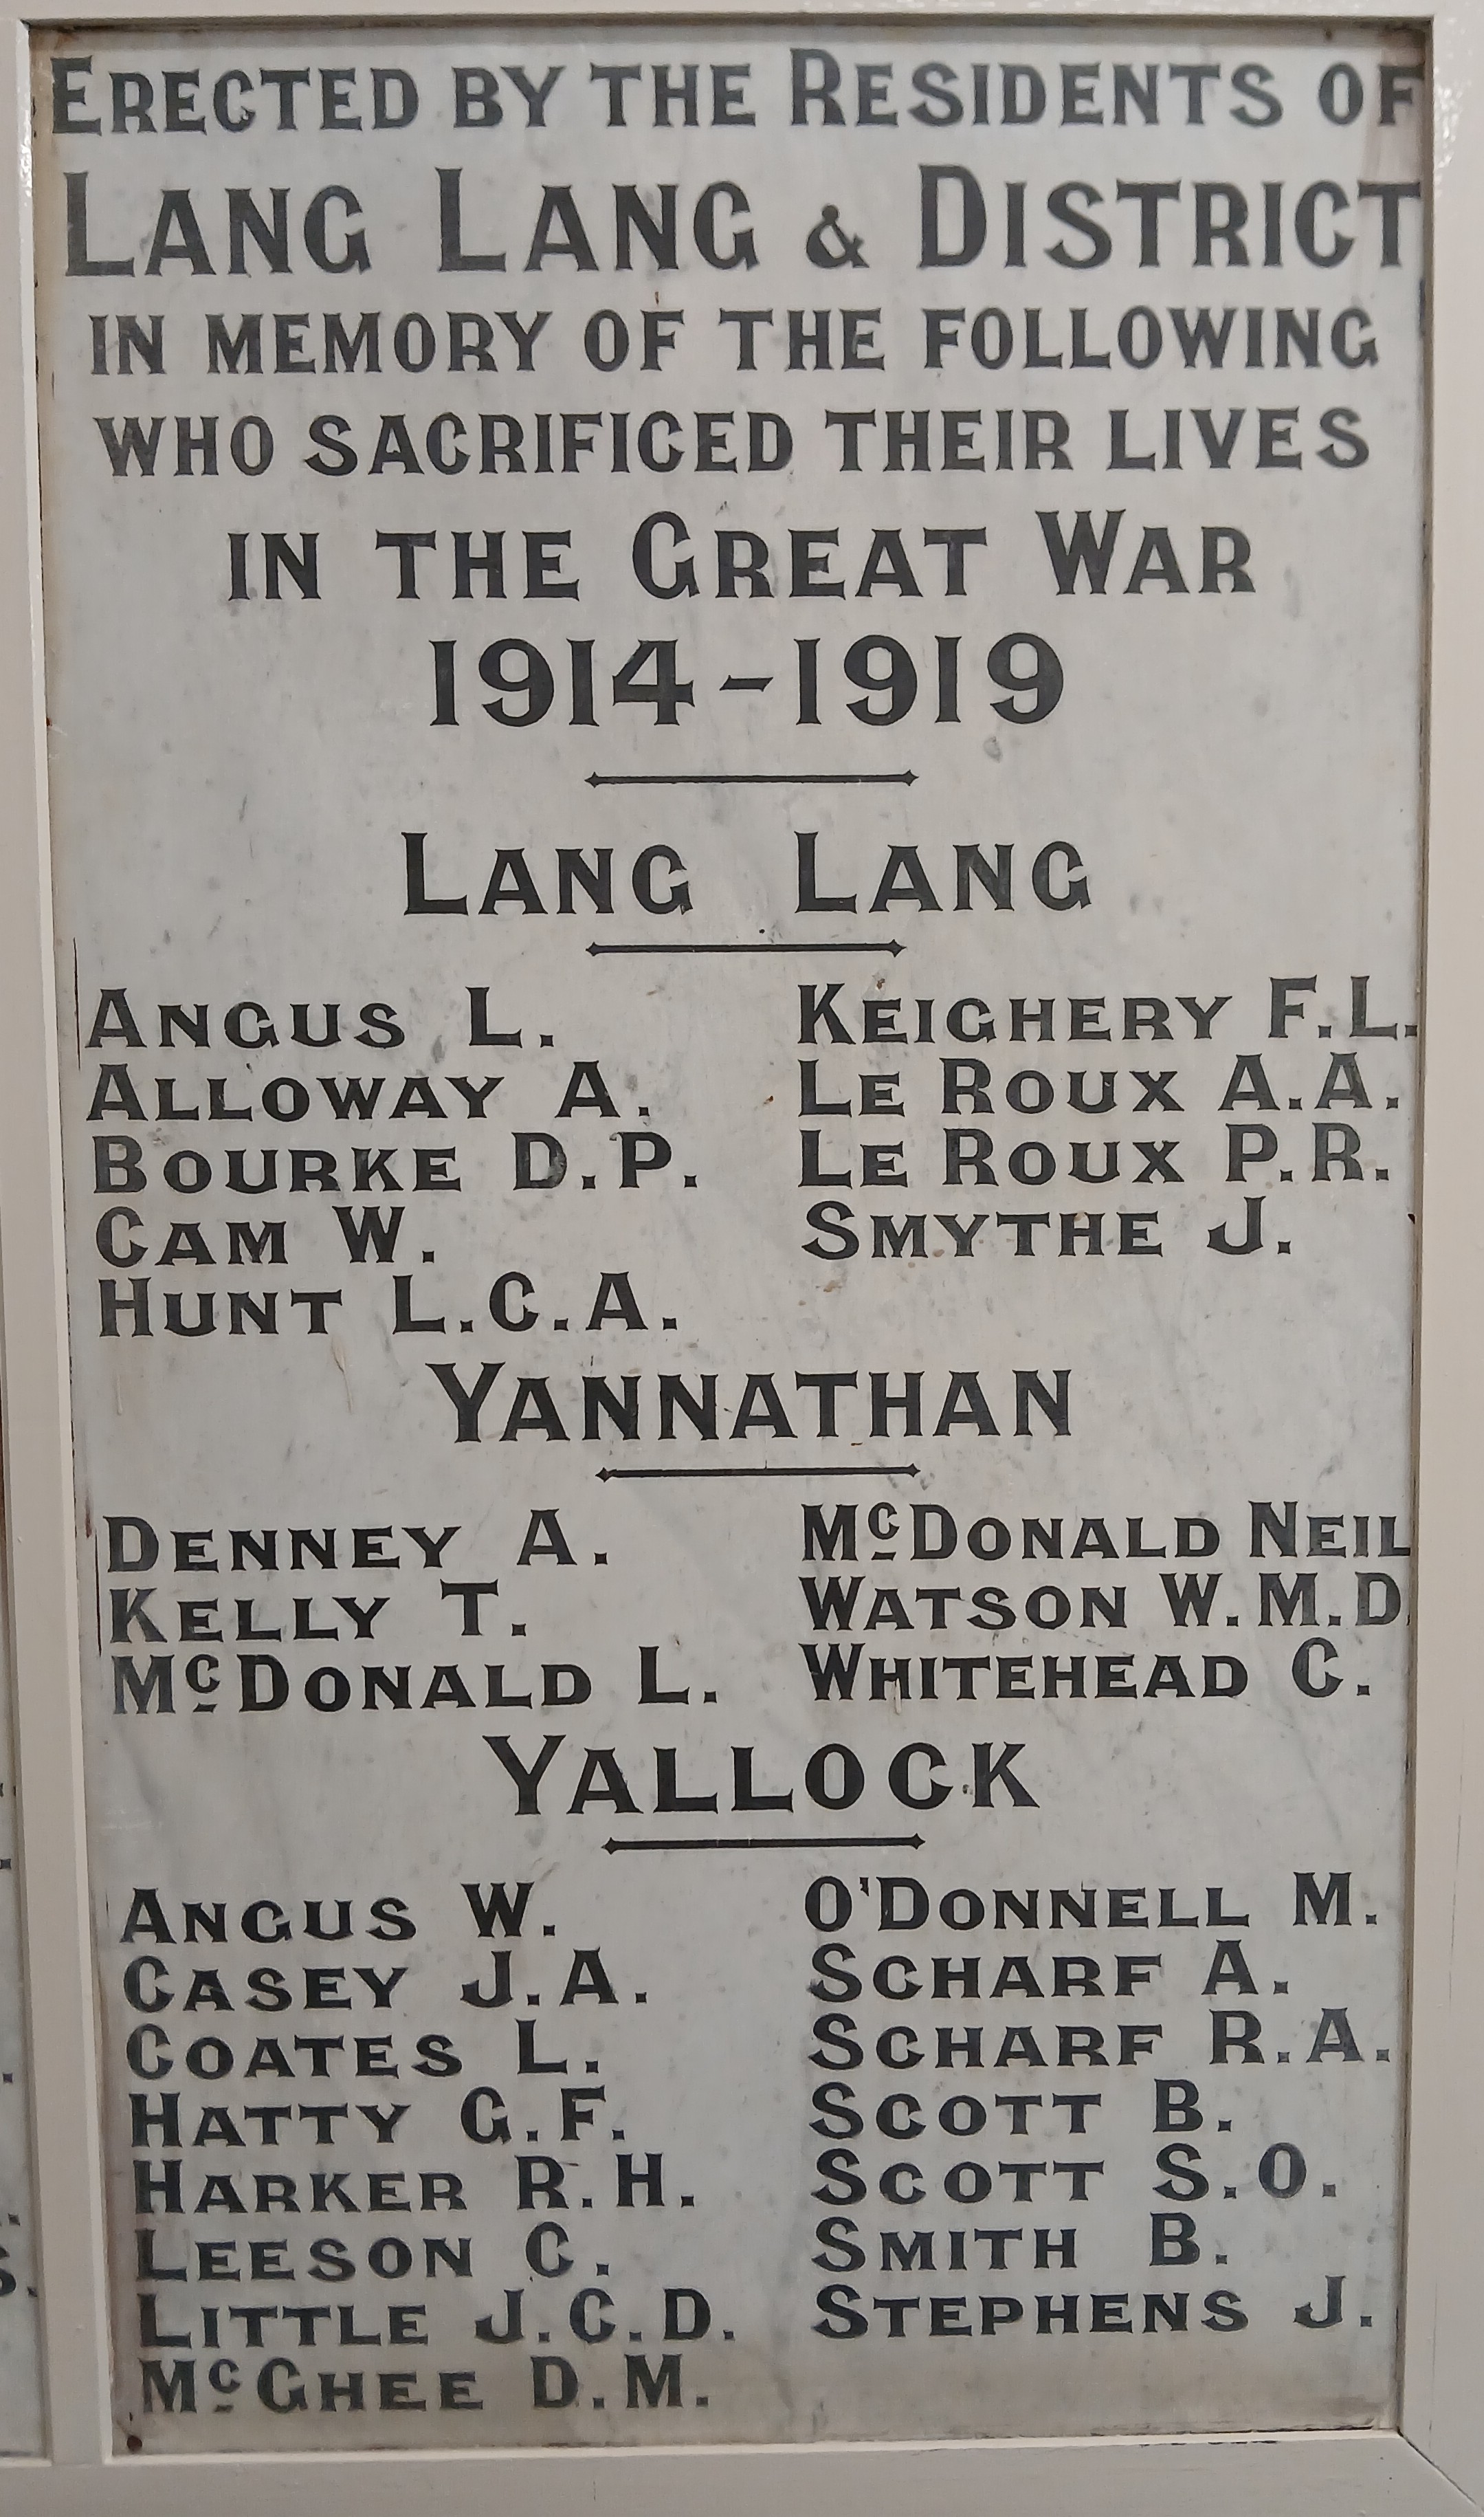 Erected by the Residents of
Lang Lang & District
in memory of the following
who sacrificed their lives
in the Great War
1914-1919
Lang Lang
Angus L.
Alloway A.
Bourke D.P.
Cam W.
Hunt L.C.A.
Keighery F.L.
Le Roux A.A.
Le Roux P.R.
Smythe J.
Yannathan
Denney A.
Kelly T.
McDonald L.
McDonald Neil
Watson W.M.D.
Whitehead C.
Yallock
Angus W.
Casey J.A.
Coates L.
Hatty G.F.
Harker R.H.
Leeson C.
Little J.C.D.
McGhee D.M.
O'Donnell M.
Scharf A.
Scharf R.A.
Scott B.
Scott S.O.
Smith B.
Stephens J.